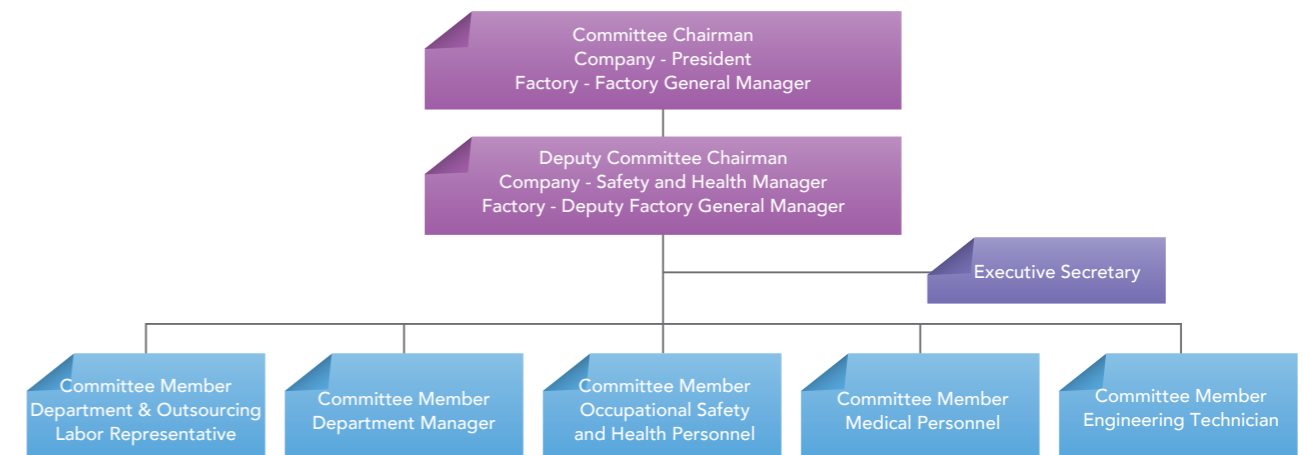 Committee Chairman
Company - President
Factory - Factory General Manager
Deputy Committee Chairman
Company - Safety and Health Manager
Factory - Deputy Factory General Manager
Executive Secretary
Committee Member
Department & Outsourcing
Labor Representative
Committee Member
Department Manager
Committee Member
Occupational Safety
and Health Personnel
Committee Member
Medical Personnel
Committee Member
Engineering Technician